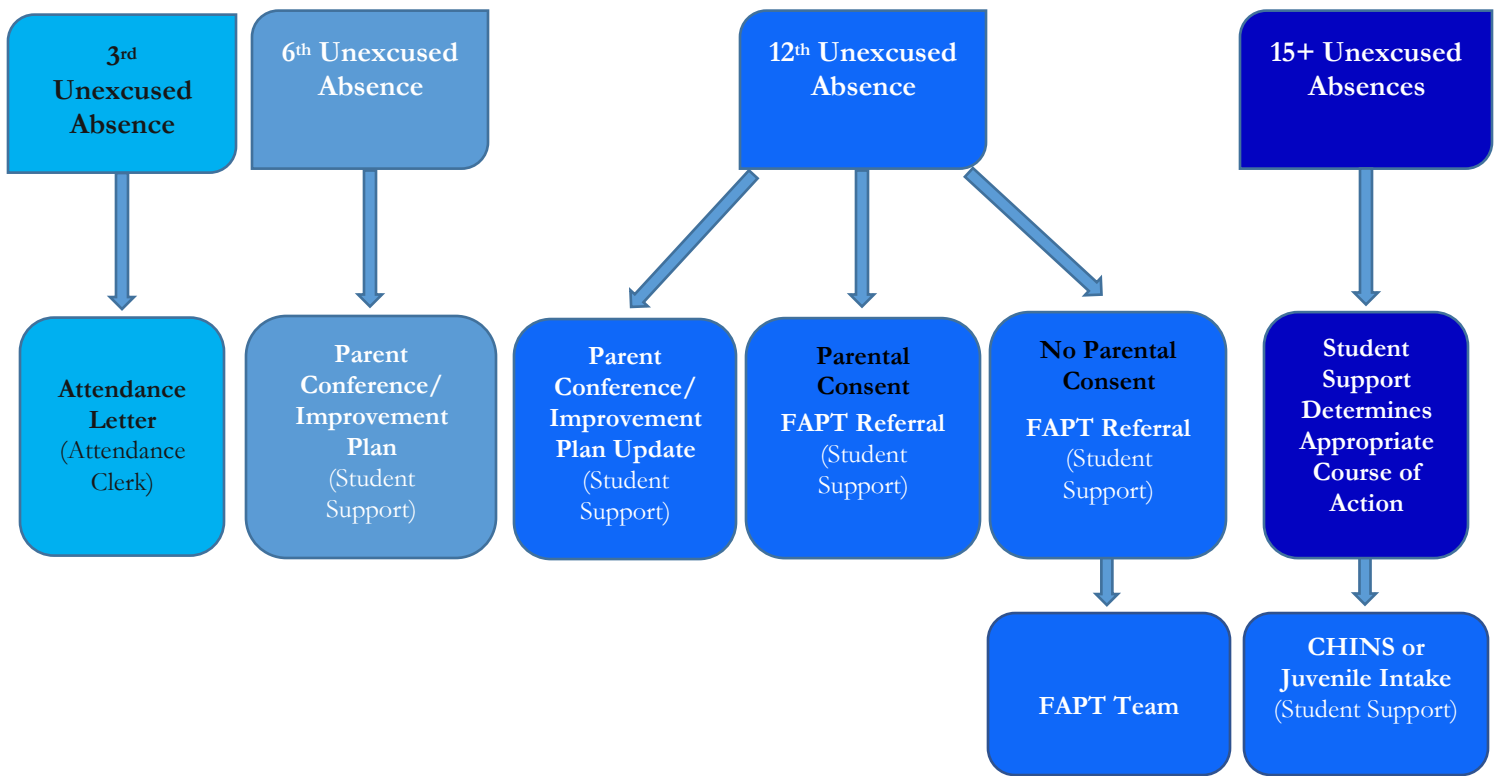 3rd
Unexcused
Absence
6th Unexcused
Absence
12th Unexcused
Absence
15+ Unexcused
Absences
Attendance
Letter
(Attendance
Clerk)
Parent
Conference/
Improvement
Plan
(Student
Support)
Parent
Conference/
Improvement
Plan Update
(Student
Support)
Parental
Consent
FAPT Referral
(Student
Support)
No Parental
Consent
FAPT Referral
(Student
Support)
Student
Support
Determines
Appropriate
Course of
Action
FAPT Team
CHINS or
Juvenile Intake
(Student Support)